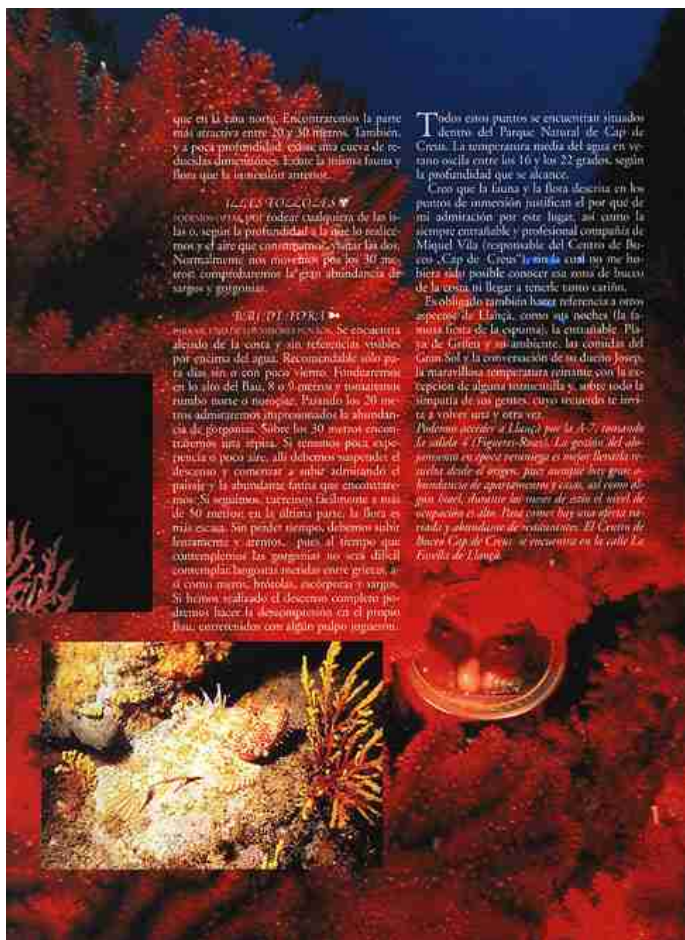 que en la cara norte. Encontraremos la parte
más atractiva entre 20 y 30 metros. También,
y a poca profundidad, existe una cueva de re-
ducidas dimensiones. Existe la misma fauna y
flora que la inmersión anterior.
ILLES
por rodear cualquiera de las is-
las o, según la profundidad a la que lo realice-
mos y el aire que consumamos, visitar las dos.
Normalmente nos movemos por los 30 me-
tros; comprobaremos la gran abundancia de
sargos y gorgonias.
Se encuentra
alejado de la costa y sin referencias visibles
por encima del agua. Recomendable sólo pa-
ra días sin o con poco viento. Fondearemos
en lo alto del Bau, 8 o 9 metros y tomaremos
rumbo norte o noroeste. Pasando los 20 me-
tros admiraremos impresionados la abundan-
cia de gorgonias. Sobre los 30 metros encon-
traremos una repisa. Si tenemos poca expe-
riencia o poco aire, allí debemos suspender el
descenso y comenzar a subir admirando el
paisaje y la abundante fauna que encontrare-
mos. Si seguimos, caeremos fácilmente a más
de 50 metros; en la última parte, la flora es
más escasa. Sin perder tiempo, debemos subir
lentamente y atentos, pues al tiempo que
contemplemos las gorgonias no será difícil
contemplar langostas metidas entre grietas, a-
sí como meros, brótolas, escórporas y sargos.
Si hemos realizado el descenso completo po-
dremos hacer la descompresión en el propio
Bau, entretenidos con algún pulpo juguetón.
Todos estos puntos se encuentran situados
dentro del Parque Natural de Cap de
Creus. La temperatura media del agua en ve-
rano oscila entre los 16 y los 22 grados, según
la profundidad que se alcance.
Creo que la fauna y la flora descrita en los
puntos de inmersión justifican el por qué de
mi admiración por este lugar, así como la
siempre entrañable y profesional compañía de
Miquel Vila (responsable del Centro de Bu-
ceo „Cap de Creus"), sin la cual no me hu-
biera sido posible conocer esa zona de buceo
de la costa ni llegar a tenerle tanto cariño.
Es obligado también hacer referencia a otros
aspectos de Llançà, como sus noches (la fa-
mosa fiesta de la espuma), la entrañable Pla-
ya de Grifeu y su ambiente, las comidas del
Gran Sol y la conversación de su dueño Josep,
la maravillosa temperatura reinante con la ex-
cepción de alguna tormentilla y, sobre todo la
simpatía de sus gentes, cuyo recuerdo te invi-
ta a volver una y otra vez.
Podemos acceder a Llançà por la A-7, tomando
la salida 4 (Figueres-Roses). La gestión del alo-
jamiento en época veraniega es mejor llevarla re-
suelta desde el origen, pues aunque hay gran a-
bundancia de apartamentos y casas, así como al-
gún hotel, durante los meses de estío el nivel de
ocupación es alto. Para comer hay una oferta va-
riada y abundante de restaurantes. El Centro de
Buceo Cap de Creus se encuentra en la calle La
Farella de Llançà.